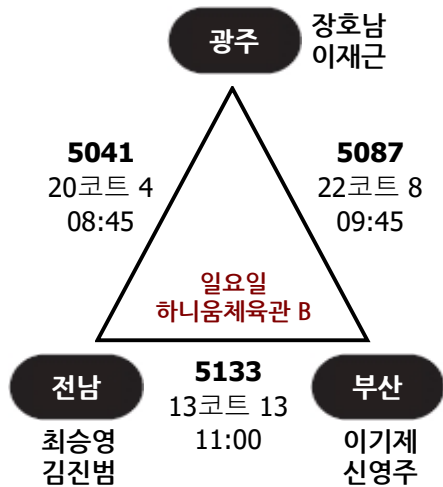 광주
장호남
이재근
5041
20코트 4
08:45
5087
22코트 8
09:45
일요일
하니움체육관 B
전남
최승영
김진범
5133
13코트 13
11:00
부산
이기제
신영주